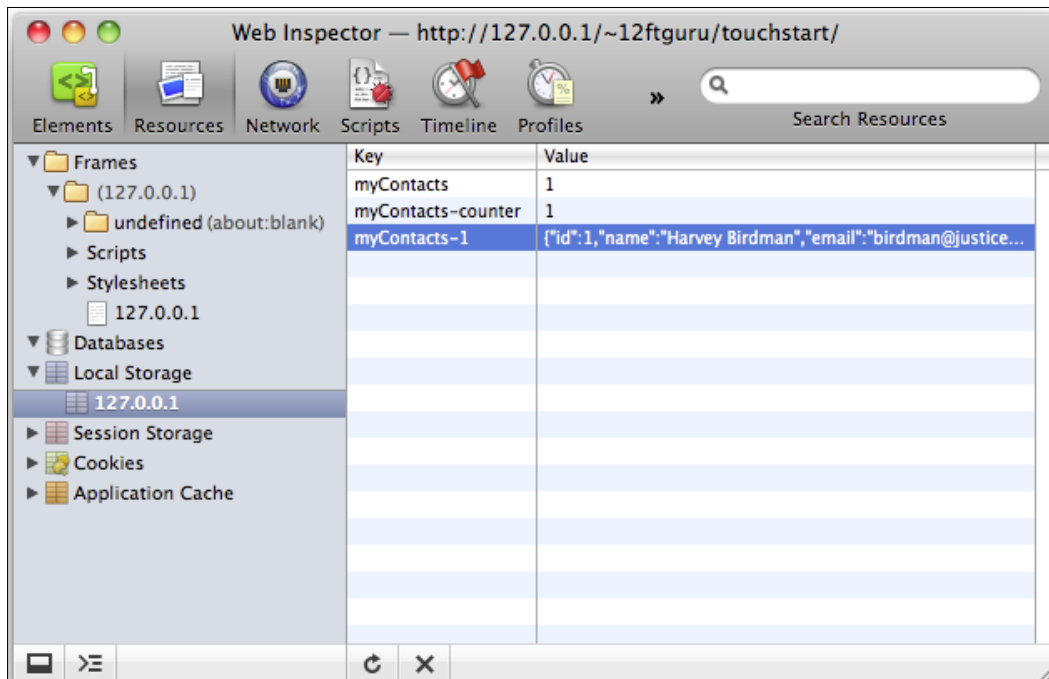 Web Inspector — http://127.0.0.1/~12ftguru/touchstart/
Elements Resources Network Scripts Timeline Profiles » Search Resources
Frames
(127.0.0.1)
undefined (about:blank)
Scripts
Stylesheets
127.0.0.1
Databases
Local Storage
127.0.0.1
Session Storage
Cookies
Application Cache
Key Value
myContacts 1
myContacts-counter 1
myContacts-1 {"id":1,"name":"Harvey Birdman","email":"birdman@justice...